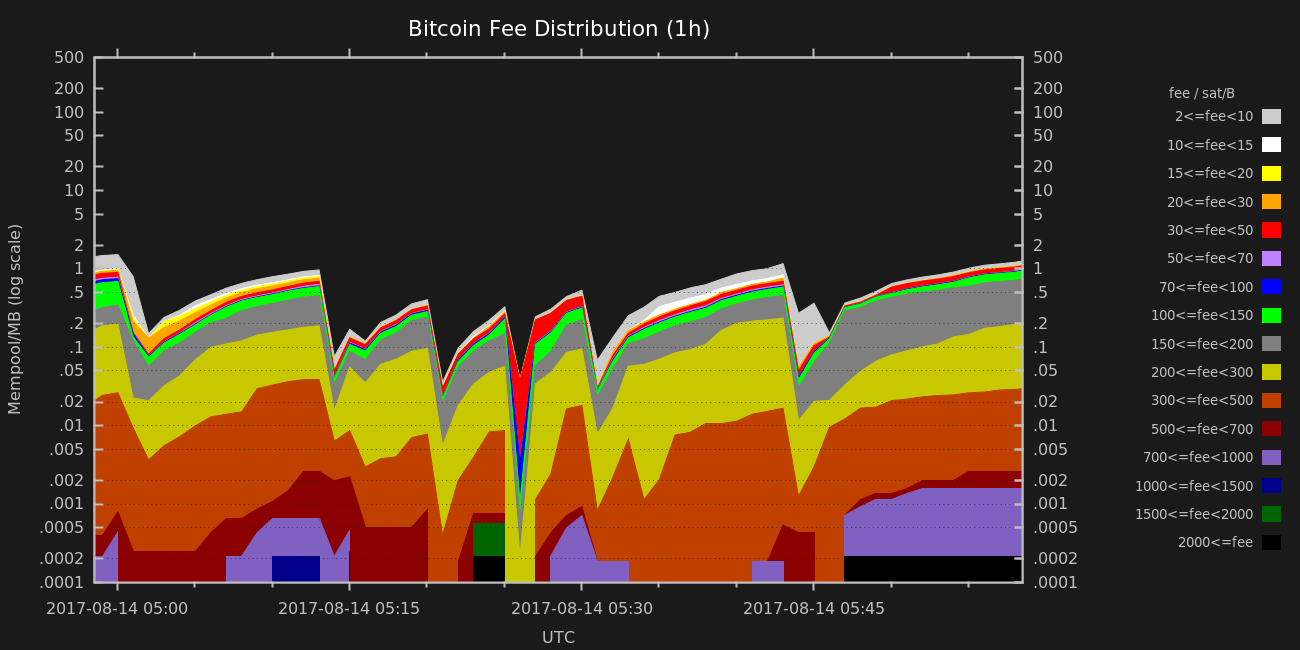 Bitcoin Fee Distribution (1h)
Mempool/MB (log scale)
500
200
100
50
20
10
5
2
1
.5
.2
.1
.05
.02
.01
.005
.002
.001
.0005
.0002
.0001
500
200
100
50
20
10
5
2
1
.5
.2
.1
.05
.02
.01
.005
.002
.001
.0005
.0002
.0001
2017-08-14 05:00
2017-08-14 05:15
2017-08-14 05:30
2017-08-14 05:45
UTC
fee / sat/B
2<=fee<10
10<=fee<15
15<=fee<20
20<=fee<30
30<=fee<50
50<=fee<70
70<=fee<100
100<=fee<150
150<=fee<200
200<=fee<300
300<=fee<500
500<=fee<700
700<=fee<1000
1000<=fee<1500
1500<=fee<2000
2000<=fee